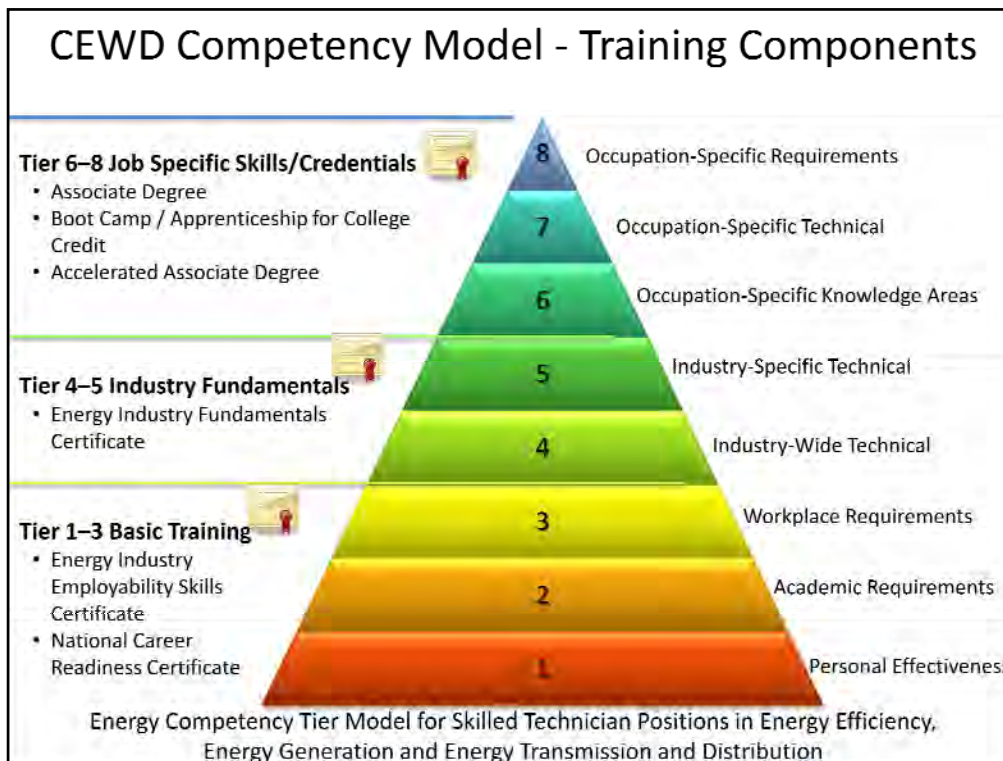 CEWD Competency Model - Training Components
Tier 6–8 Job Specific Skills/Credentials
• Associate Degree
• Boot Camp / Apprenticeship for College
Credit
• Accelerated Associate Degree
Tier 4–5 Industry Fundamentals
• Energy Industry Fundamentals
Certificate
Tier 1–3 Basic Training
• Energy Industry
Employability Skills
Certificate
• National Career
Readiness Certificate
8
Occupation-Specific Requirements
7
Occupation-Specific Technical
6
Occupation-Specific Knowledge Areas
5
Industry-Specific Technical
4
Industry-Wide Technical
3
Workplace Requirements
2
Academic Requirements
1
Personal Effectiveness
Energy Competency Tier Model for Skilled Technician Positions in Energy Efficiency,
Energy Generation and Energy Transmission and Distribution